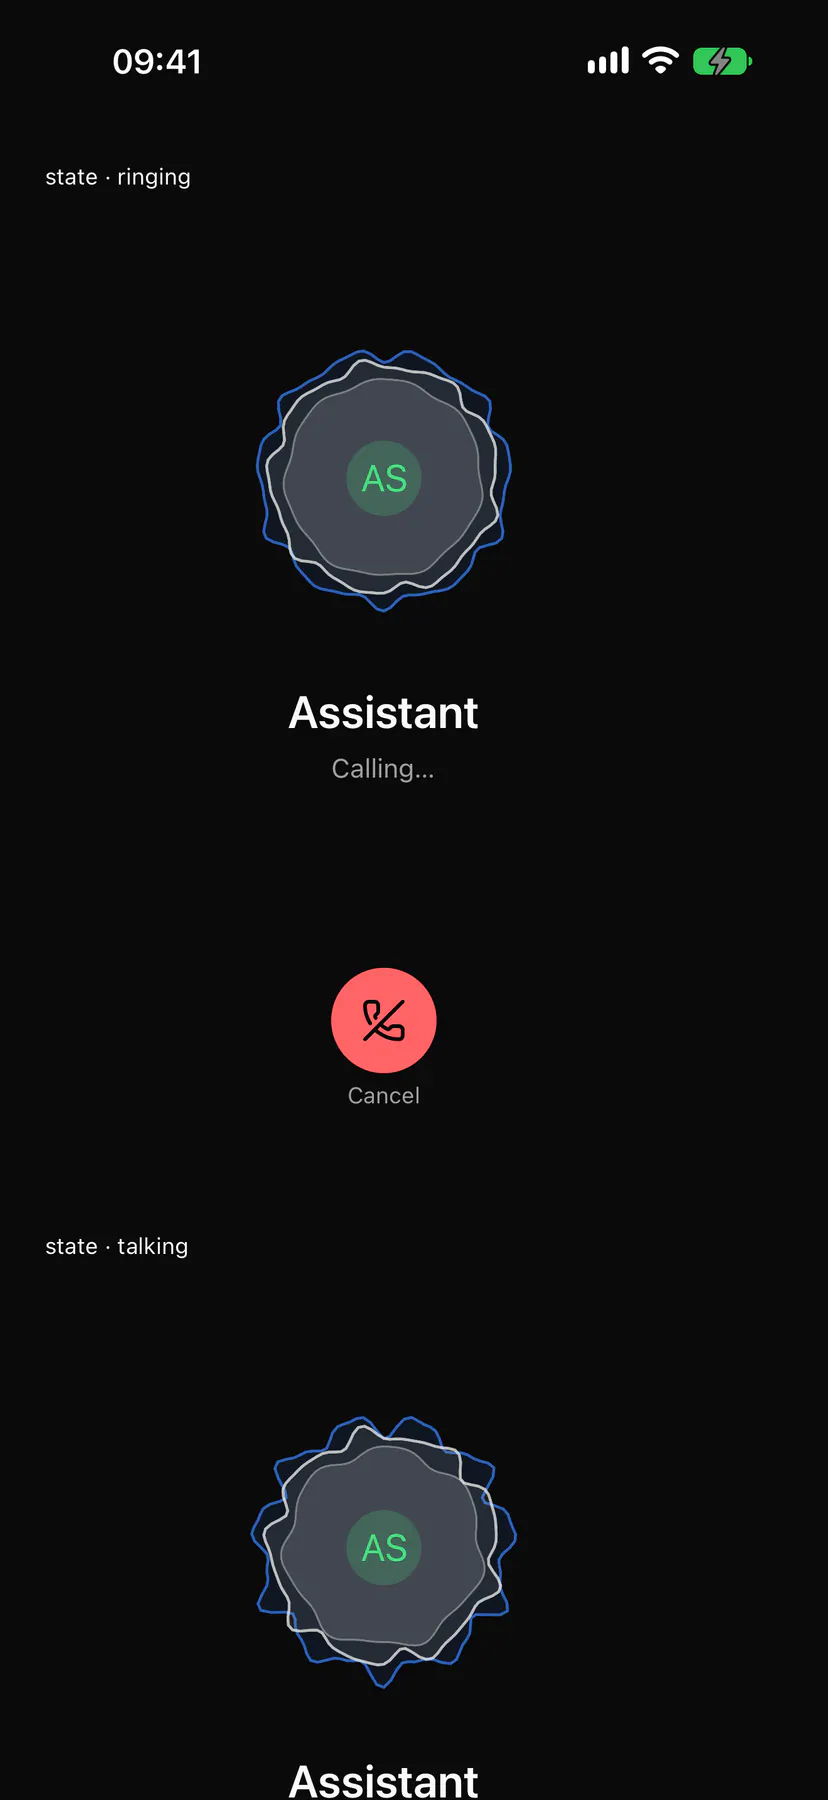 09:41
state · ringing
AS
Assistant
Calling...
Cancel
state · talking
AS
Assistant